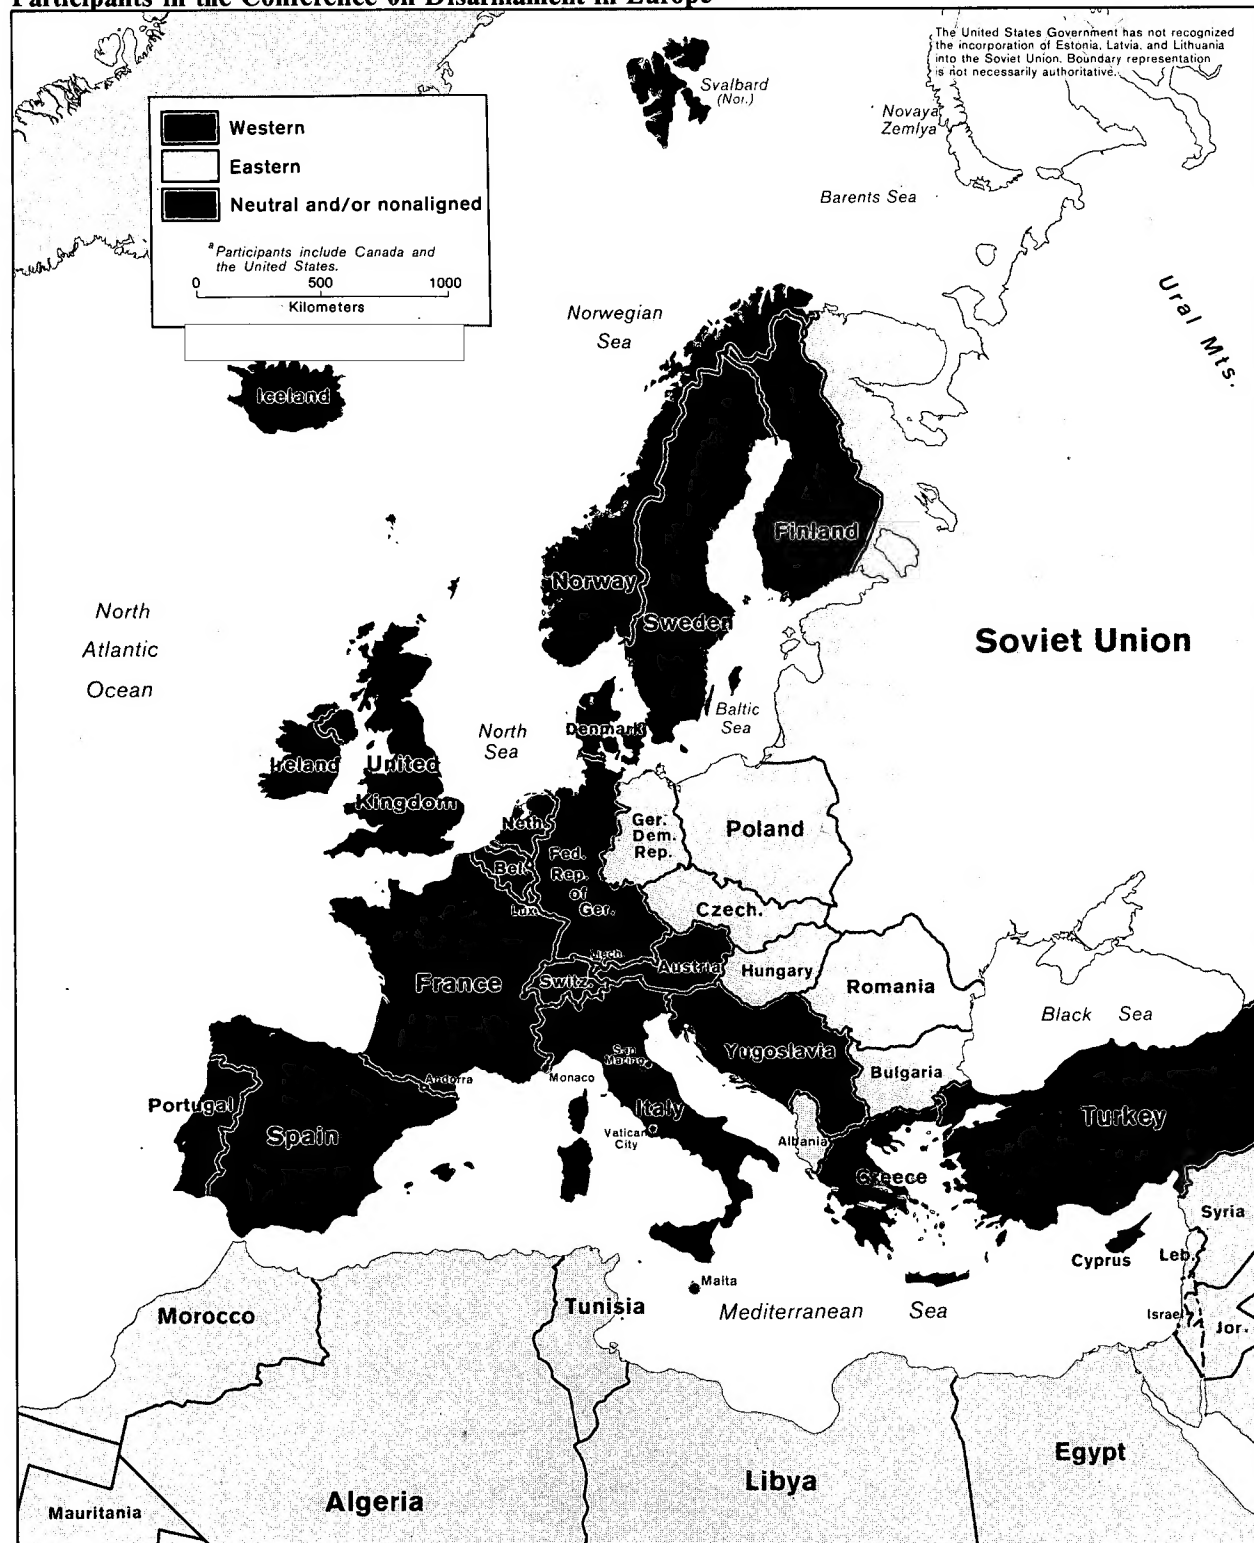 Participants in the Conference on Disarmament in Europe
The United States Government has not recognized
the incorporation of Estonia, Latvia, and Lithuania
into the Soviet Union. Boundary representation
is not necessarily authoritative.
Svalbard
(Nor.)
Novaya
Zemlya
Western
Eastern
Neutral and/or nonaligned
a Participants include Canada and
the United States.
0 500 1000
Kilometers
Barents Sea
Ural Mts.
Norwegian
Sea
Iceland
Finland
Norway
Sweden
North
Atlantic
Ocean
Soviet Union
Baltic
Sea
North
Sea
Denmark
Ireland
United
Kingdom
Neth.
Ger.
Dem.
Rep.
Poland
Fed.
Rep.
of
Ger.
Bel.
Lux.
Czech.
Liech.
Austria
Hungary
France
Switz.
Romania
Black Sea
San
Marino
Yugoslavia
Bulgaria
Andorra
Monaco
Portugal
Italy
Spain
Vatican
City
Albania
Turkey
Greece
Syria
Cyprus
Leb.
Malta
Mediterranean Sea
Israel
Jor.
Morocco
Tunisia
Egypt
Libya
Algeria
Mauritania